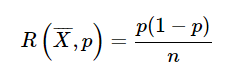 R(X̅, p) = p(1 − p) / n